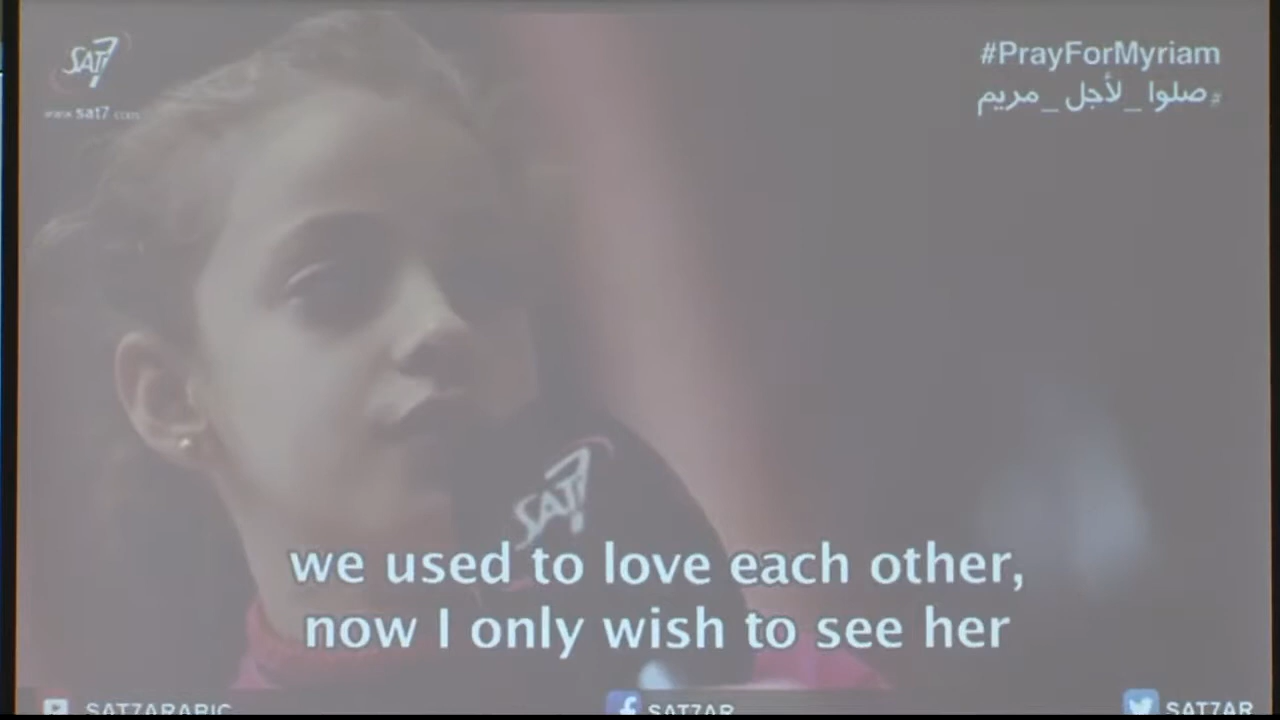 SAT7
www.sat7.com
#PrayForMyriam
#صلوا_لأجل_مريم
SAT7
we used to love each other,
now I only wish to see her
SAT7ARABIC
SAT7AR
SAT7AR